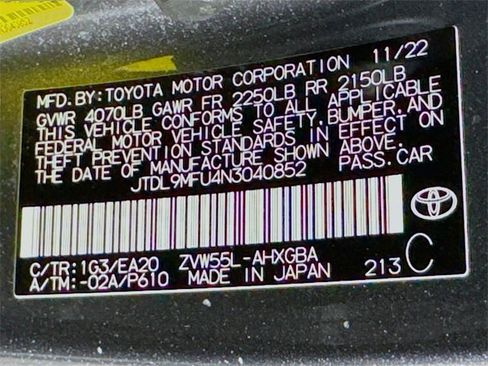 MFD.BY:TOYOTA MOTOR CORPORATION 11/22
GVWR 4070LB GAWR FR 2250LB RR 2150LB
THIS VEHICLE CONFORMS TO ALL APPLICABLE
FEDERAL MOTOR VEHICLE SAFETY, BUMPER, AND
THEFT PREVENTION STANDARDS IN EFFECT ON
THE DATE OF MANUFACTURE SHOWN ABOVE.
JTDL9MFU4N3040852 PASS.CAR
TOYOTA
C/TR:1G3/EA20 ZVW55L-AHXGBA
A/TM:-02A/P610 MADE IN JAPAN 213 C